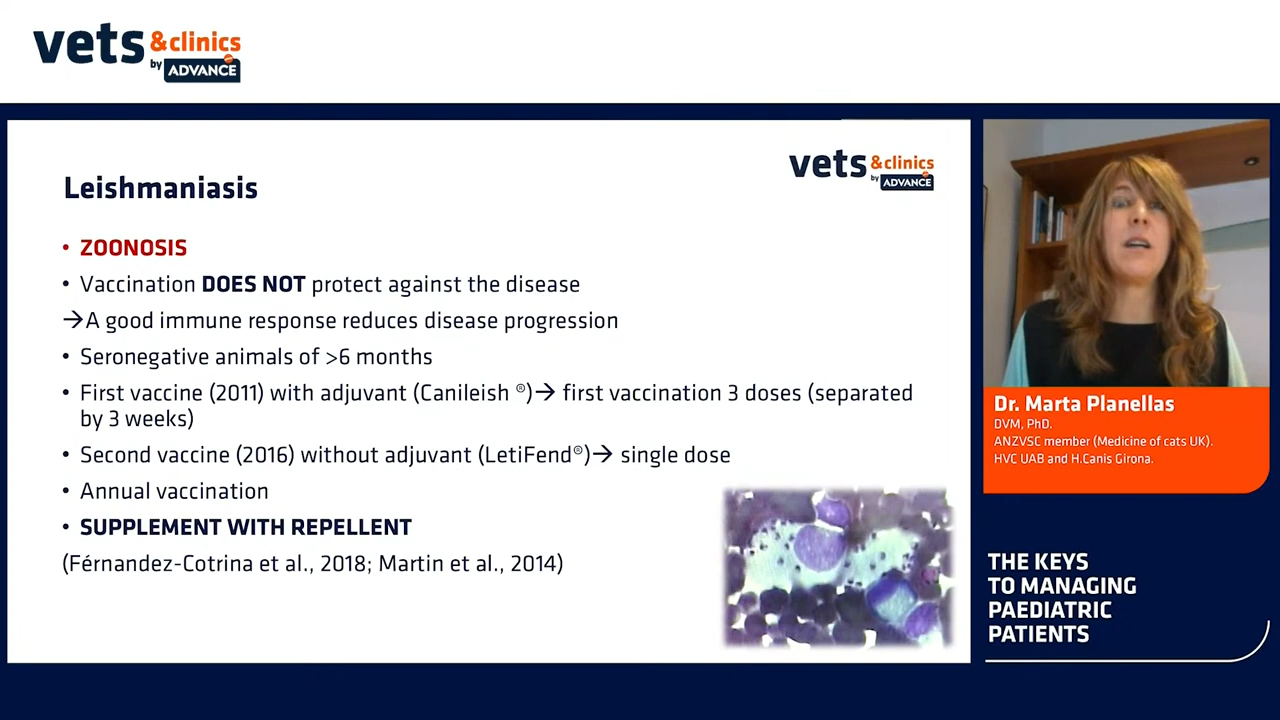 vets &clinics
by ADVANCE
vets &clinics
by ADVANCE
Leishmaniasis
• ZOONOSIS
• Vaccination DOES NOT protect against the disease
→A good immune response reduces disease progression
• Seronegative animals of >6 months
• First vaccine (2011) with adjuvant (Canileish ®)→ first vaccination 3 doses (separated
by 3 weeks)
• Second vaccine (2016) without adjuvant (LetiFend®)→ single dose
• Annual vaccination
• SUPPLEMENT WITH REPELLENT
(Férnandez-Cotrina et al., 2018; Martin et al., 2014)
Dr. Marta Planellas
DVM, PhD.
ANZVSC member (Medicine of cats UK).
HVC UAB and H.Canis Girona.
THE KEYS
TO MANAGING
PAEDIATRIC
PATIENTS